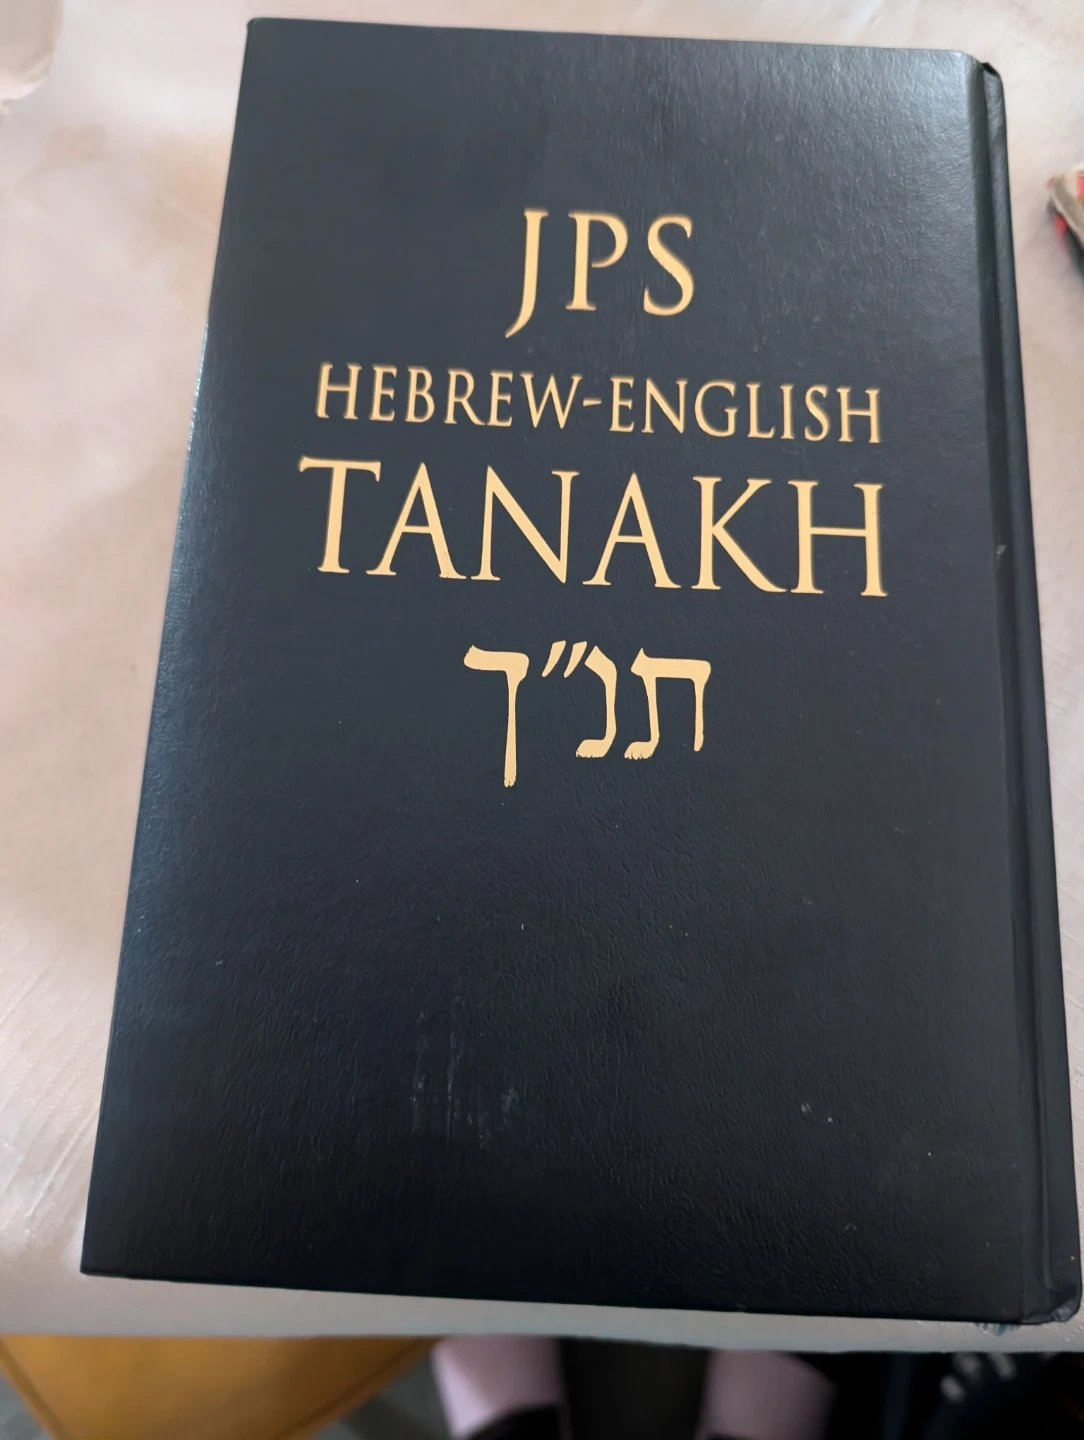 JPS
HEBREW-ENGLISH
TANAKH
תנ״ך